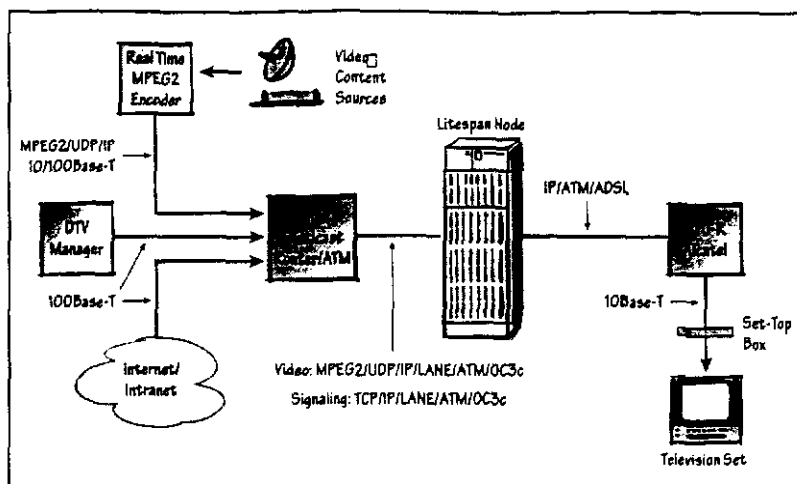 Real Time
MPEG2
Encoder
Video
Content
Sources
Litespan Node
MPEG2/UDP/IP
10/100Base-T
IP/ATM/ADSL
DTV
Manager
/ATM
100Base-T
10Base-T
Set-Top
Box
Internet/
Intranet
Video: MPEG2/UDP/IP/LANE/ATM/OC3c
Signaling: TCP/IP/LANE/ATM/OC3c
Television Set